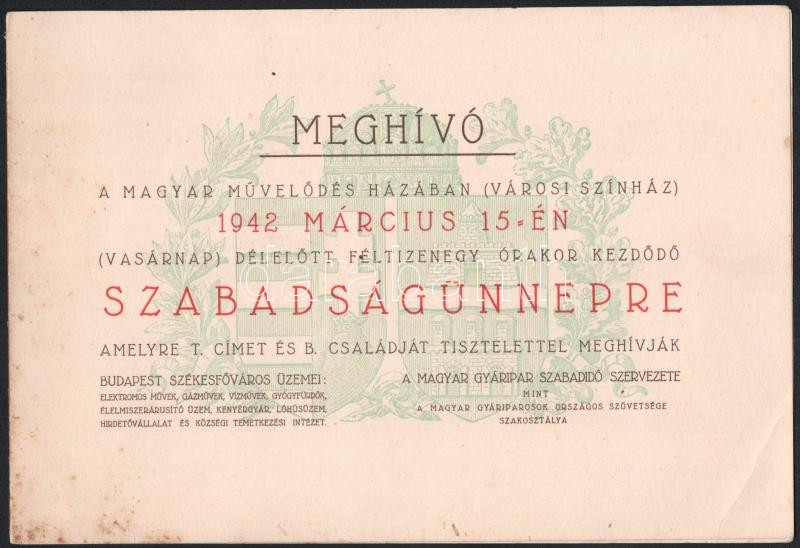 MEGHÍVÓ
A MAGYAR MŰVELŐDÉS HÁZÁBAN (VÁROSI SZÍNHÁZ)
1942 MÁRCIUS 15-ÉN
(VASÁRNAP) DÉLELŐTT FÉLTIZENEGY ÓRAKOR KEZDŐDŐ
SZABADSÁGÜNNEPRE
AMELYRE T. CÍMET ÉS B. CSALÁDJÁT TISZTELETTEL MEGHÍVJÁK
BUDAPEST SZÉKESFŐVÁROS ÜZEMEI:
ELEKTROMOS MŰVEK, GÁZMŰVEK, VÍZMŰVEK, GYÓGYFÜRDŐK,
ÉLELMISZERÁRUSITÓ ÜZEM, KENYÉRGYÁR, LÓHÚSÜZEM,
HIRDETŐVÁLLALAT ÉS KÖZSÉGI TEMETKEZÉSI INTÉZET.
A MAGYAR GYÁRIPAR SZABADIDŐ SZERVEZETE
MINT
A MAGYAR GYÁRIPAROSOK ORSZÁGOS SZÖVETSÉGE
SZAKOSZTÁLYA